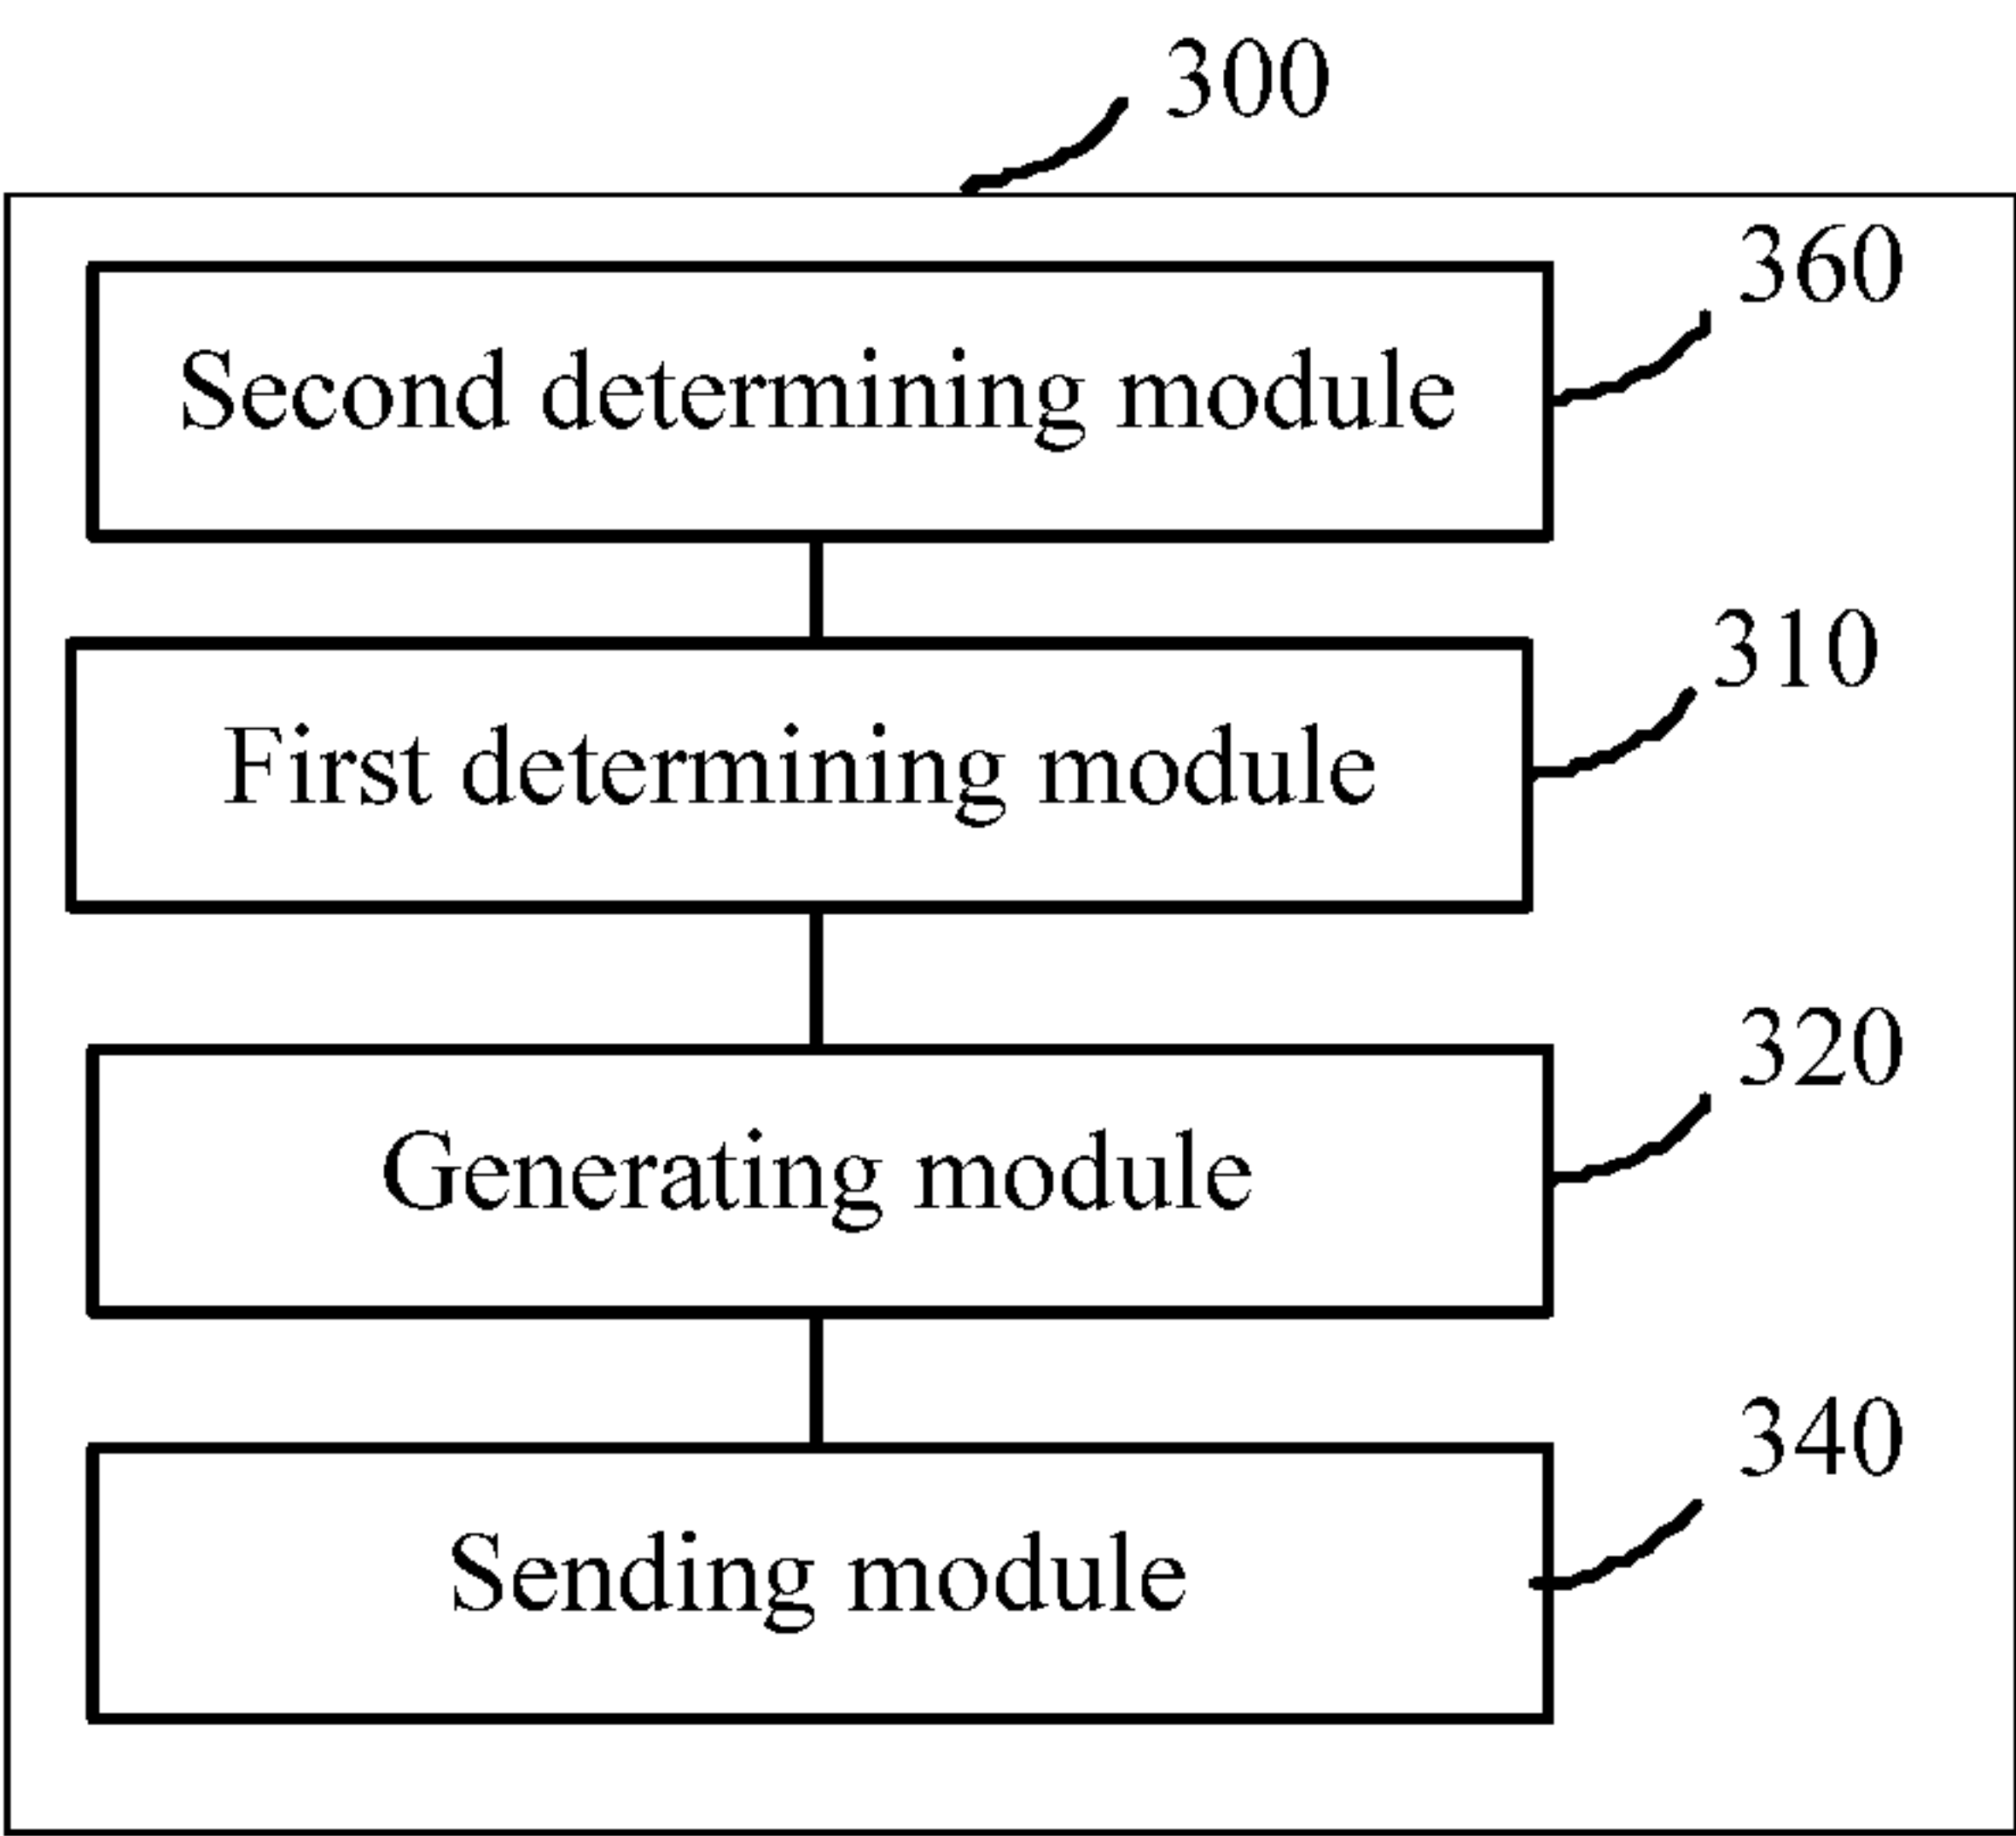 300
360
Second determining module
310
First determining module
320
Generating module
340
Sending module